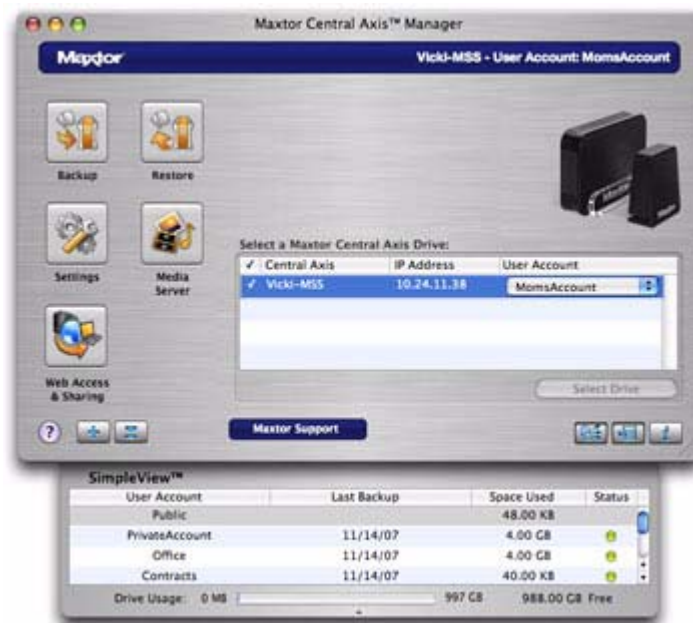 Maxtor Central Axis™ Manager
Maxtor
Vicki-MSS - User Account: MomsAccount
Backup
Restore
Settings
Media Server
Web Access & Sharing
Select a Maxtor Central Axis Drive:
✓ Central Axis IP Address User Account
✓ Vicki-MSS 10.24.11.38 MomsAccount
Select Drive
? Maxtor Support i
SimpleView™
User Account Last Backup Space Used Status
Public 48.00 KB
PrivateAccount 11/14/07 4.00 GB
Office 11/14/07 4.00 GB
Contracts 11/14/07 40.00 KB
Drive Usage: 0 MB 997 GB 988.00 GB Free